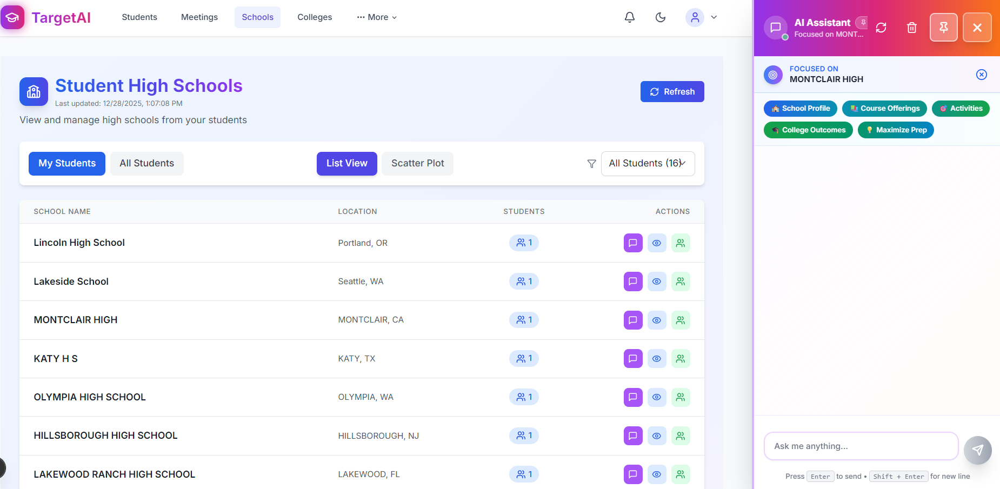 TargetAI
Students
Meetings
Schools
Colleges
More
Student High Schools
Last updated: 12/28/2025, 1:07:08 PM
View and manage high schools from your students
Refresh
My Students
All Students
List View
Scatter Plot
All Students (16)
SCHOOL NAME LOCATION STUDENTS ACTIONS
Lincoln High School Portland, OR 1
Lakeside School Seattle, WA 1
MONTCLAIR HIGH MONTCLAIR, CA 1
KATY H S KATY, TX 1
OLYMPIA HIGH SCHOOL OLYMPIA, WA 1
HILLSBOROUGH HIGH SCHOOL HILLSBOROUGH, NJ 1
LAKEWOOD RANCH HIGH SCHOOL LAKEWOOD, FL 1
AI Assistant
Focused on MONT...
FOCUSED ON
MONTCLAIR HIGH
School Profile
Course Offerings
Activities
College Outcomes
Maximize Prep
Ask me anything...
Press Enter to send • Shift + Enter for new line